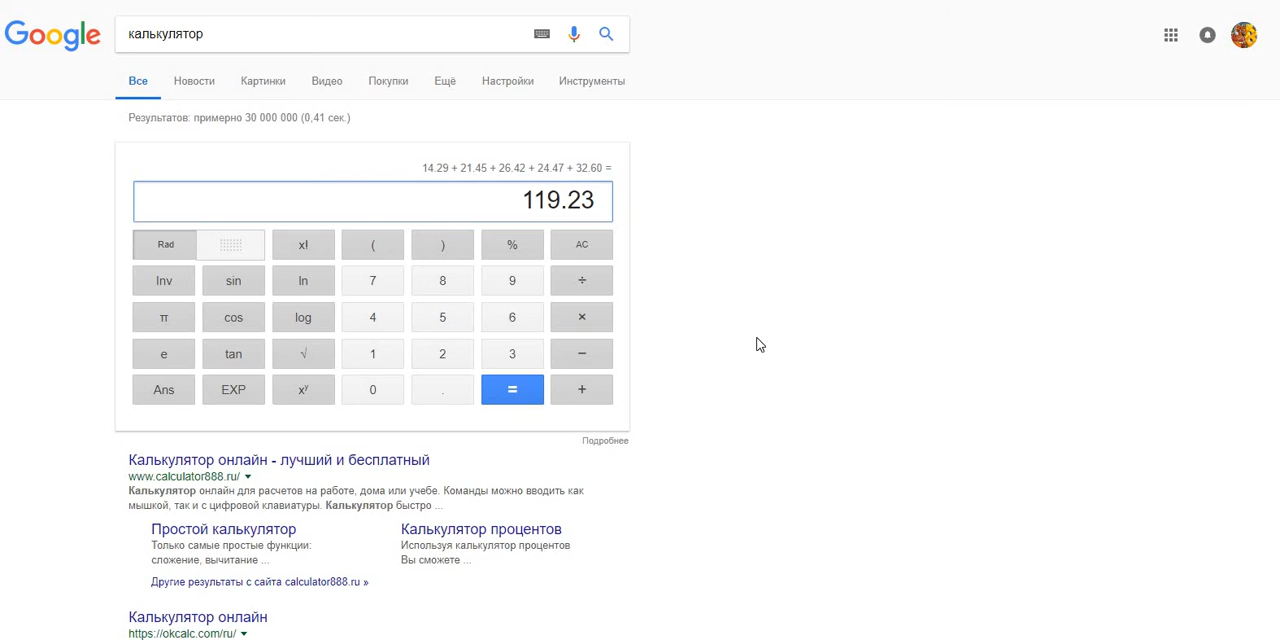 Google
калькулятор
Все Новости Картинки Видео Покупки Ещё Настройки Инструменты
Результатов: примерно 30 000 000 (0,41 сек.)
14.29 + 21.45 + 26.42 + 24.47 + 32.60 =
119.23
Rad x! ( ) % AC
Inv sin ln 7 8 9 ÷
π cos log 4 5 6 ×
e tan √ 1 2 3 −
Ans EXP xʸ 0 . = +
Подробнее
Калькулятор онлайн - лучший и бесплатный
www.calculator888.ru/
Калькулятор онлайн для расчетов на работе, дома или учебе. Команды можно вводить как
мышкой, так и с цифровой клавиатуры. Калькулятор быстро ...
Простой калькулятор
Только самые простые функции:
сложение, вычитание ...
Калькулятор процентов
Используя калькулятор процентов
Вы сможете ...
Другие результаты с сайта calculator888.ru »
Калькулятор онлайн
https://okcalc.com/ru/